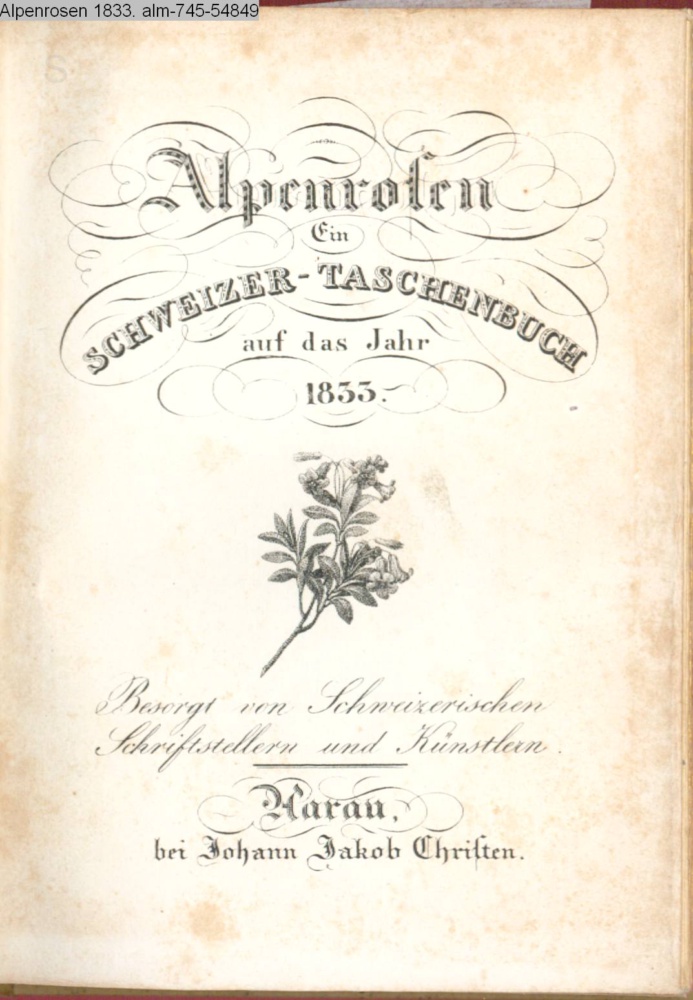 Alpenrosen 1833. alm-745-54849
Alpenroſen
Ein
SCHWEIZER-TASCHENBUCH
auf das Jahr
1833.
Besorgt von Schweizerischen
Schriftstellern und Künstlern.
Aarau,
bei Johann Jakob Chriſten.